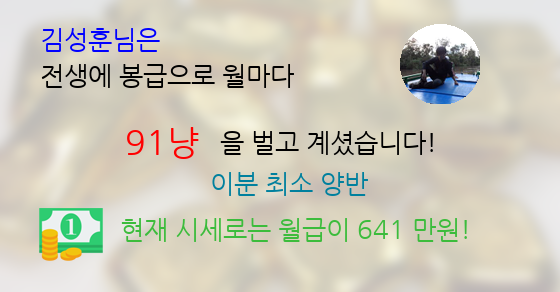 김성훈님은
전생에 봉급으로 월마다
91냥 을 벌고 계셨습니다!
이분 최소 양반
1 현재 시세로는 월급이 641 만원!